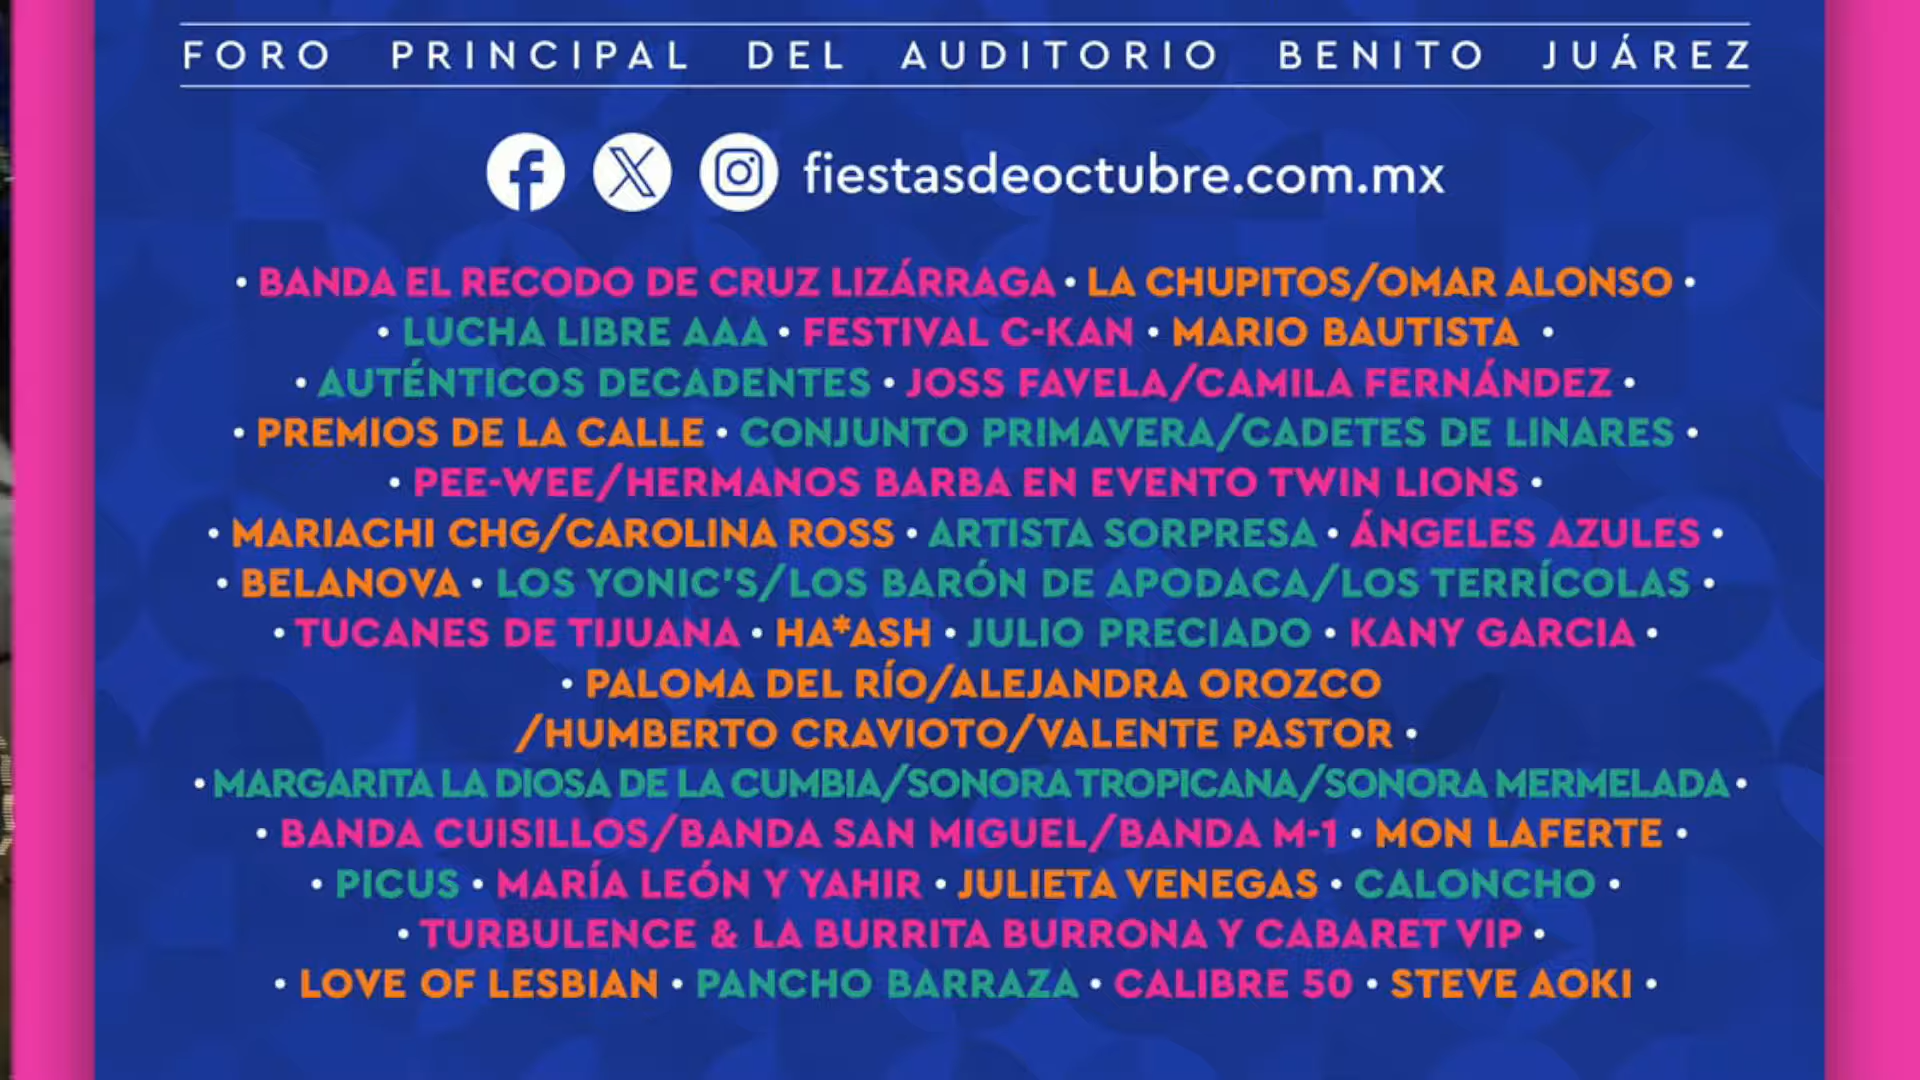 FORO PRINCIPAL DEL AUDITORIO BENITO JUÁREZ
fiestasdeoctubre.com.mx
• BANDA EL RECODO DE CRUZ LIZÁRRAGA • LA CHUPITOS/OMAR ALONSO •
• LUCHA LIBRE AAA • FESTIVAL C-KAN • MARIO BAUTISTA •
• AUTÉNTICOS DECADENTES • JOSS FAVELA/CAMILA FERNÁNDEZ •
• PREMIOS DE LA CALLE • CONJUNTO PRIMAVERA/CADETES DE LINARES •
• PEE-WEE/HERMANOS BARBA EN EVENTO TWIN LIONS •
• MARIACHI CHG/CAROLINA ROSS • ARTISTA SORPRESA • ÁNGELES AZULES •
• BELANOVA • LOS YONIC'S/LOS BARÓN DE APODACA/LOS TERRÍCOLAS •
• TUCANES DE TIJUANA • HA*ASH • JULIO PRECIADO • KANY GARCIA •
• PALOMA DEL RÍO/ALEJANDRA OROZCO
/HUMBERTO CRAVIOTO/VALENTE PASTOR •
• MARGARITA LA DIOSA DE LA CUMBIA/SONORA TROPICANA/SONORA MERMELADA •
• BANDA CUISILLOS/BANDA SAN MIGUEL/BANDA M-1 • MON LAFERTE •
• PICUS • MARÍA LEÓN Y YAHIR • JULIETA VENEGAS • CALONCHO •
• TURBULENCE & LA BURRITA BURRONA Y CABARET VIP •
• LOVE OF LESBIAN • PANCHO BARRAZA • CALIBRE 50 • STEVE AOKI •